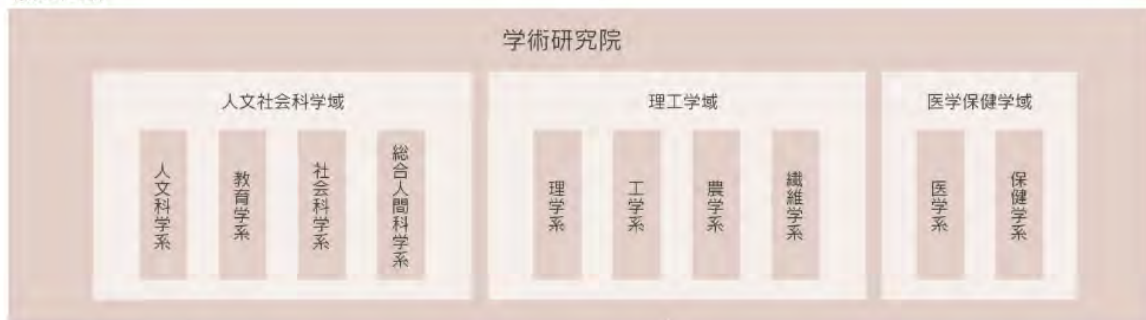 学術研究院
人文社会科学域
人文科学系
教育学系
社会科学系
総合人間科学系
理工学域
理学系
工学系
農学系
繊維学系
医学保健学域
医学系
保健学系